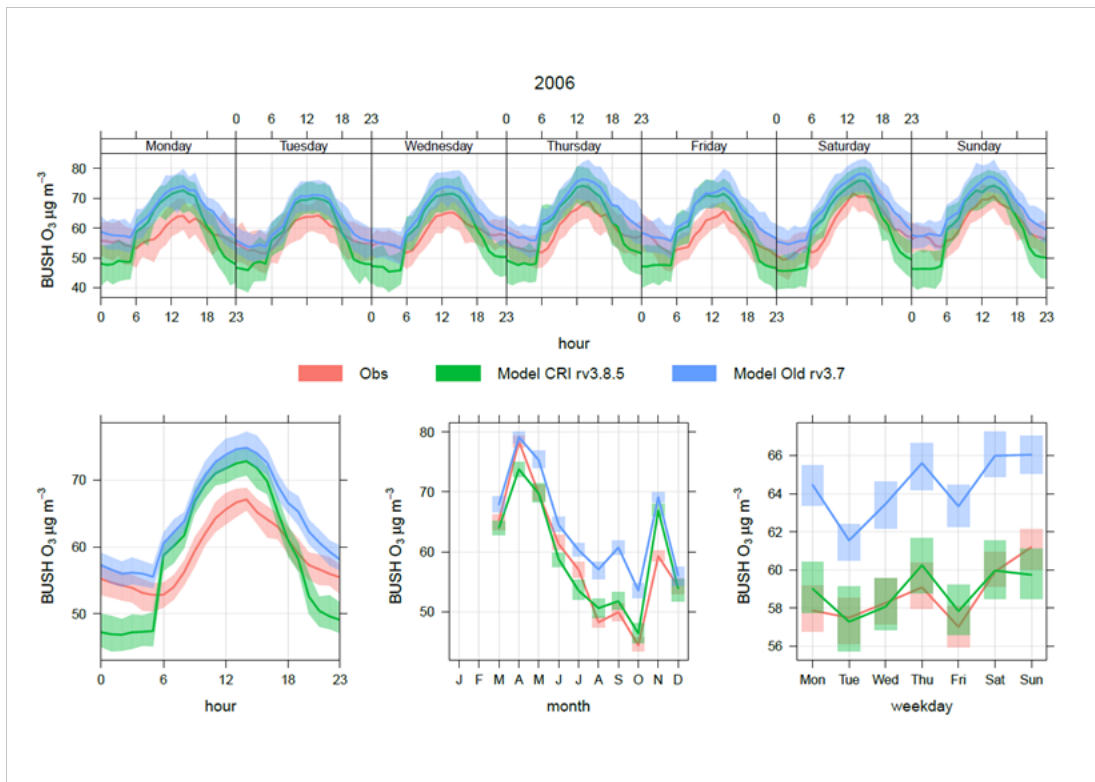 2006
0 6 12 18 23 0 6 12 18 23 0 6 12 18 23
Monday Tuesday Wednesday Thursday Friday Saturday Sunday
BUSH O₃ µg m⁻³
80
70
60
50
40
0 6 12 18 23 0 6 12 18 23 0 6 12 18 23 0 6 12 18 23
hour
Obs Model CRI rv3.8.5 Model Old rv3.7
BUSH O₃ µg m⁻³
70
60
50
0 6 12 18 23
hour
BUSH O₃ µg m⁻³
80
70
60
50
J F M A M J J A S O N D
month
BUSH O₃ µg m⁻³
66
64
62
60
58
56
Mon Tue Wed Thu Fri Sat Sun
weekday